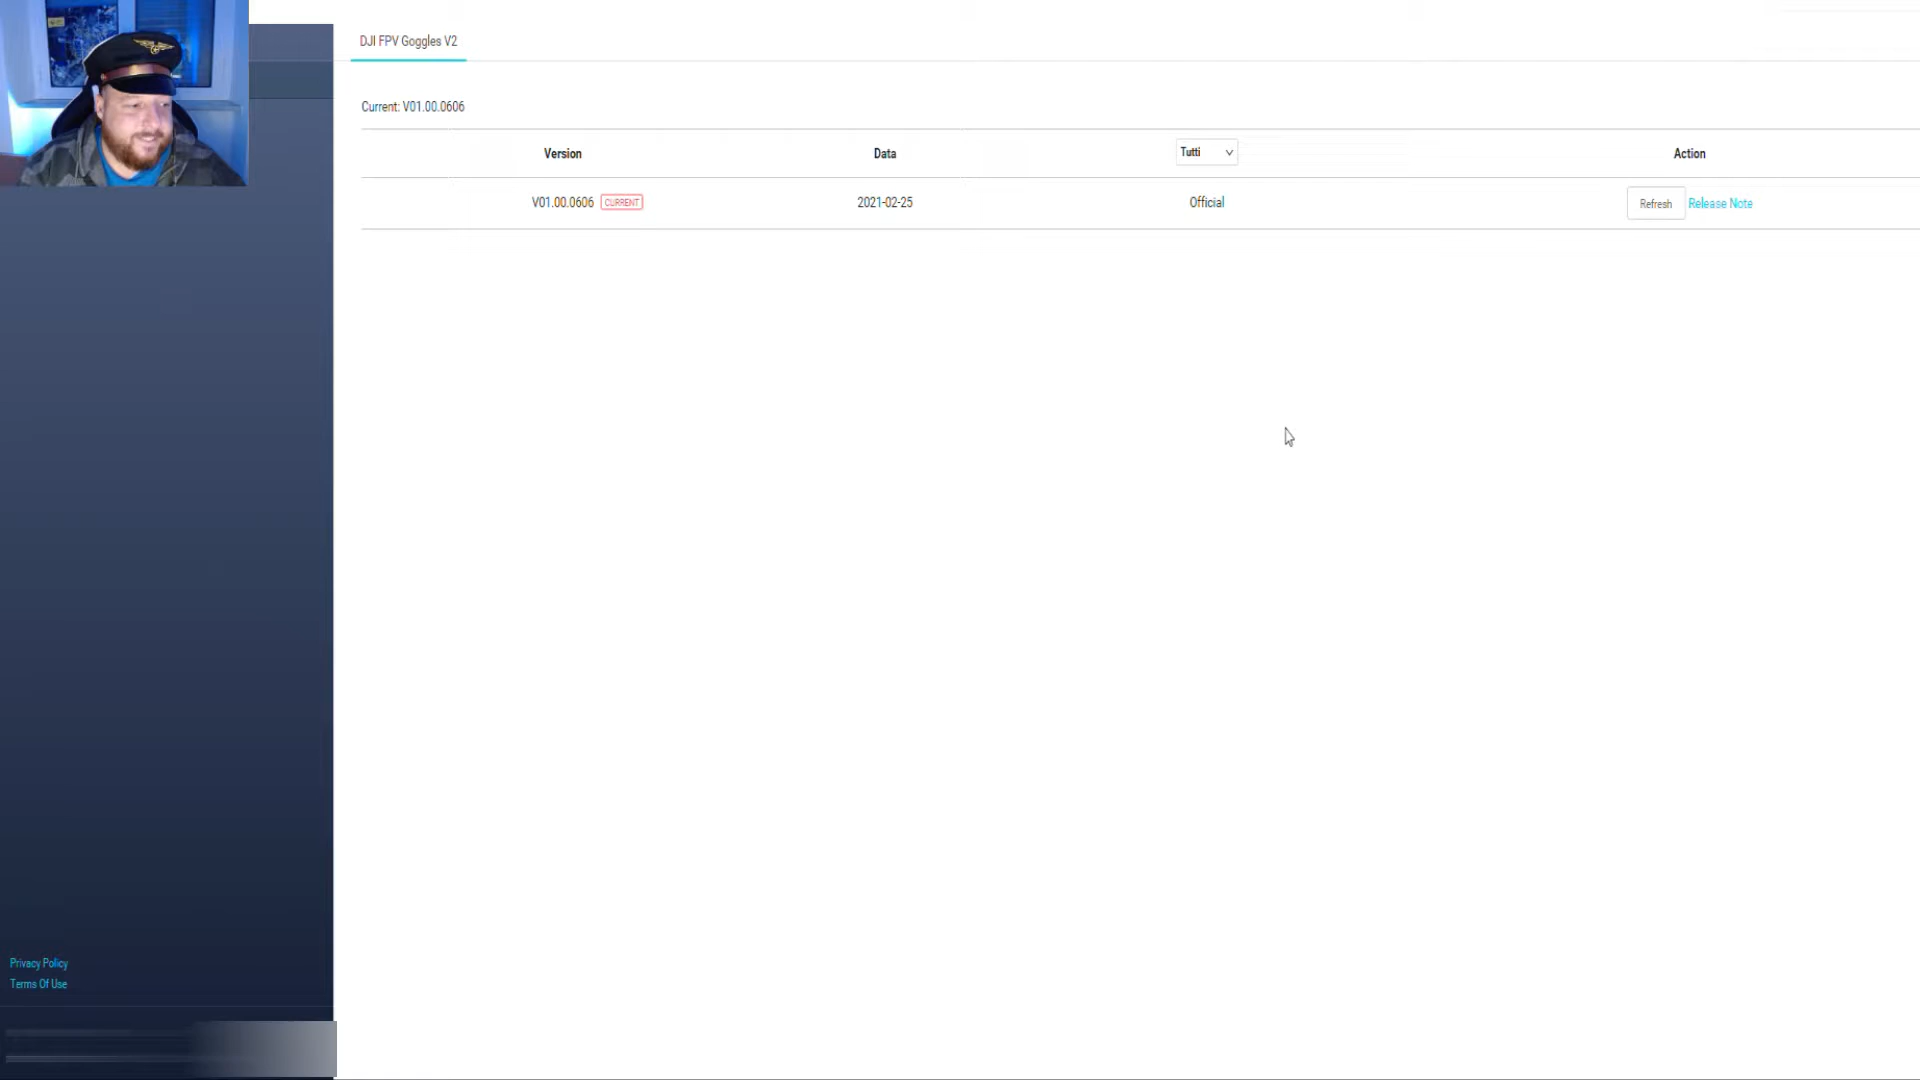 DJI FPV Goggles V2
Current: V01.00.0606
Version Data Tutti Action
V01.00.0606 CURRENT 2021-02-25 Official Refresh Release Note
Privacy Policy
Terms Of Use